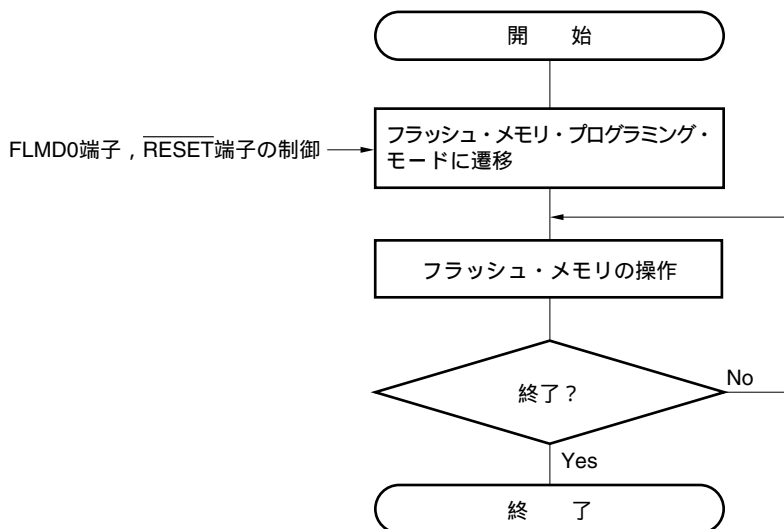 開　　始
FLMD0端子，RESET端子の制御
フラッシュ・メモリ・プログラミング・
モードに遷移
フラッシュ・メモリの操作
終了？
No
Yes
終　　了